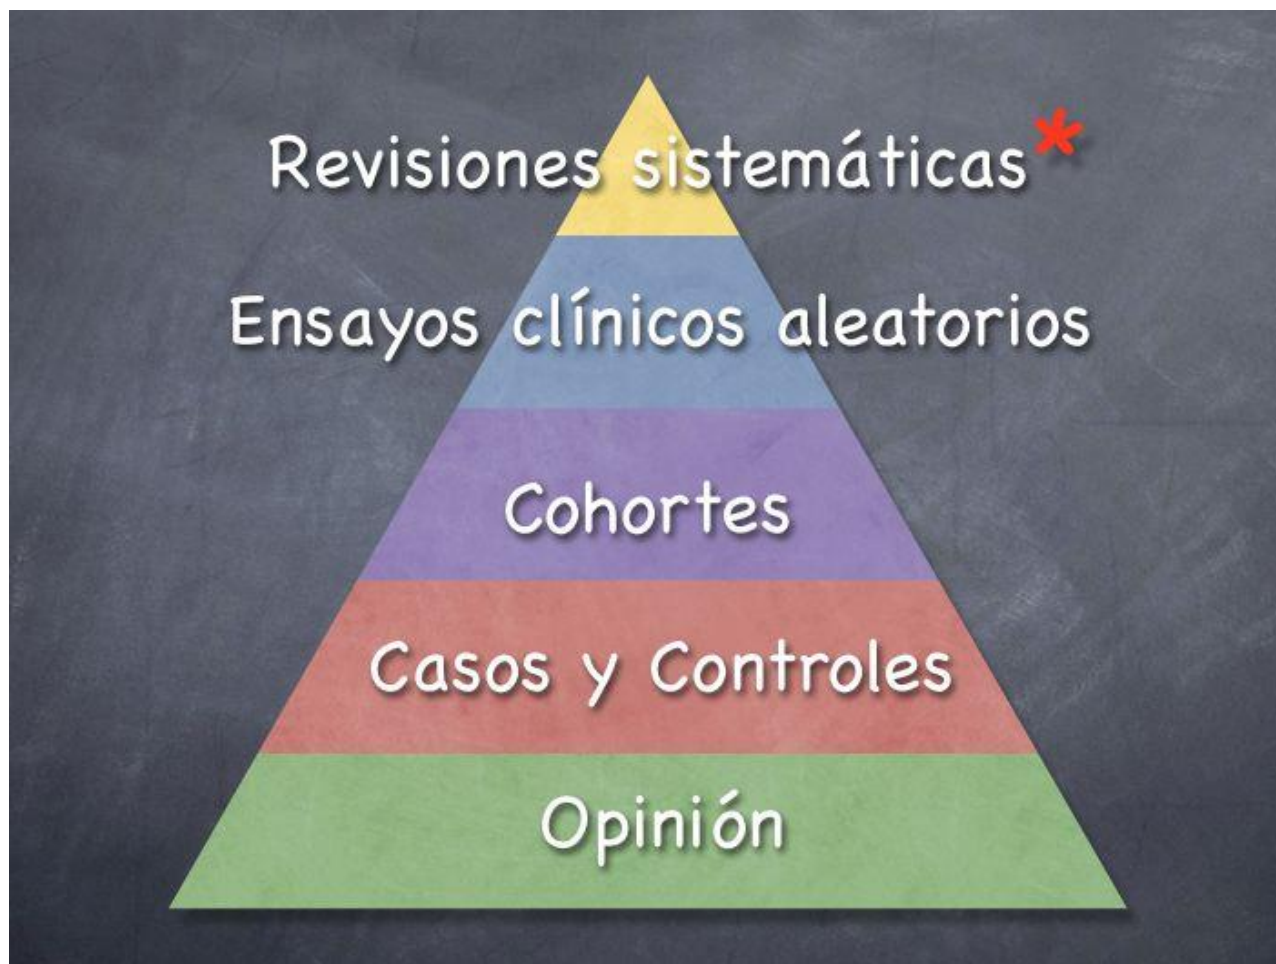 Revisiones sistemáticas*
Ensayos clínicos aleatorios
Cohortes
Casos y Controles
Opinión